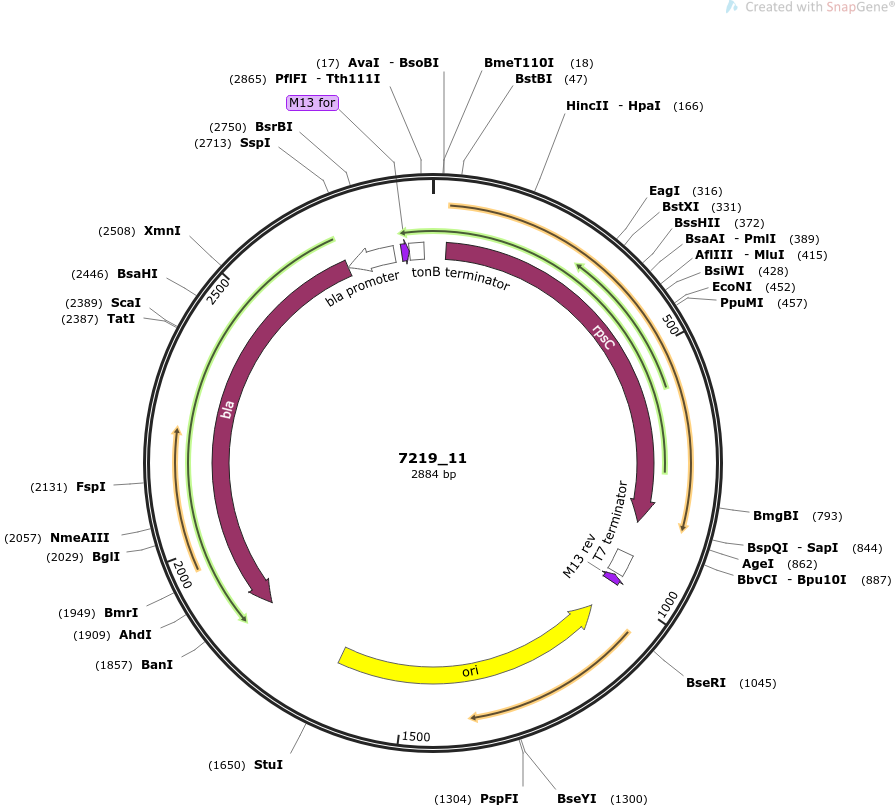 Created with SnapGene®
(17) AvaI - BsoBI
BmeT110I (18)
(2865) PflFI - Tth111I
BstBI (47)
M13 for
HincII - HpaI (166)
(2750) BsrBI
(2713) SspI
EagI (316)
BstXI (331)
BssHII (372)
(2508) XmnI
BsaAI - PmlI (389)
AflIII - MluI (415)
(2446) BsaHI
BsiWI (428)
EcoNI (452)
(2389) ScaI
PpuMI (457)
(2387) TatI
bla promoter
tonB terminator
2500
500
rpsC
bla
7219_11
2884 bp
(2131) FspI
BmgBI (793)
(2057) NmeAIII
BspQI - SapI (844)
(2029) BglI
AgeI (862)
BbvCI - Bpu10I (887)
T7 terminator
M13 rev
2000
1000
(1949) BmrI
(1909) AhdI
(1857) BanI
ori
BseRI (1045)
1500
(1650) StuI
(1304) PspFI
BseYI (1300)